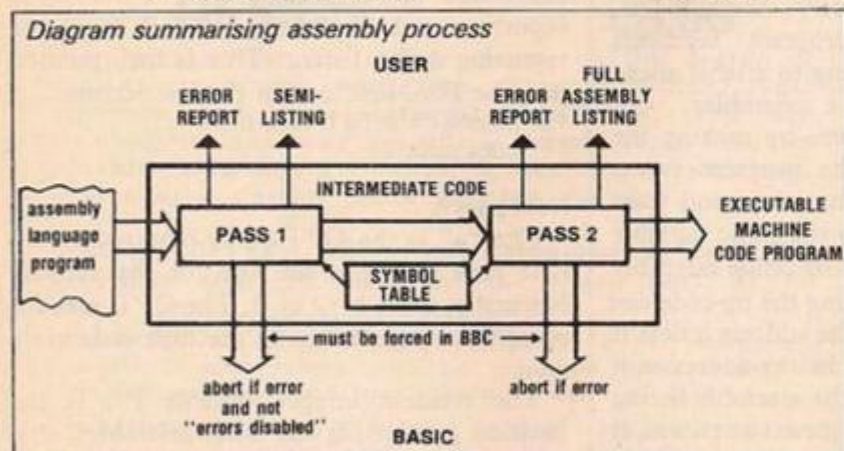 Diagram summarising assembly process
USER
ERROR
REPORT
SEMI-
LISTING
ERROR
REPORT
FULL
ASSEMBLY
LISTING
INTERMEDIATE CODE
assembly
language
program
PASS 1
PASS 2
EXECUTABLE
MACHINE
CODE PROGRAM
SYMBOL
TABLE
must be forced in BBC
abort if error
and not
"errors disabled"
abort if error
BASIC